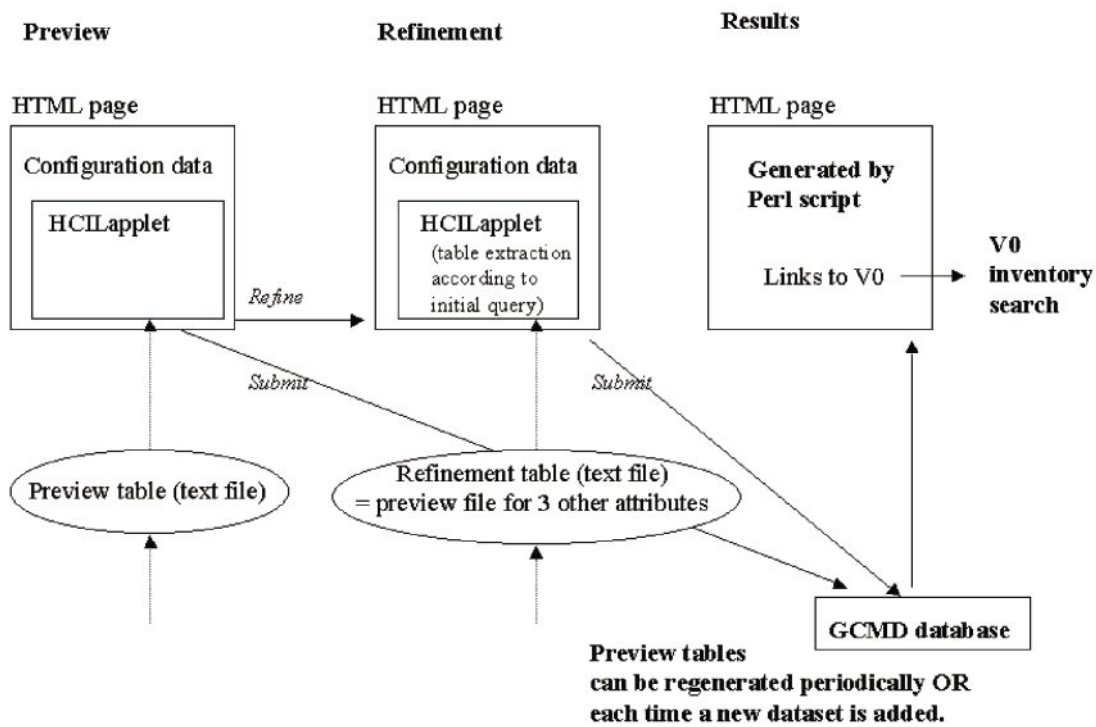 Preview
Refinement
Results
HTML page
HTML page
HTML page
Configuration data
HCILapplet
Configuration data
HCILapplet
(table extraction
according to
initial query)
Generated by
Perl script
Links to V0
V0
inventory
search
Refine
Submit
Submit
Preview table (text file)
Refinement table (text file)
= preview file for 3 other attributes
GCMD database
Preview tables
can be regenerated periodically OR
each time a new dataset is added.